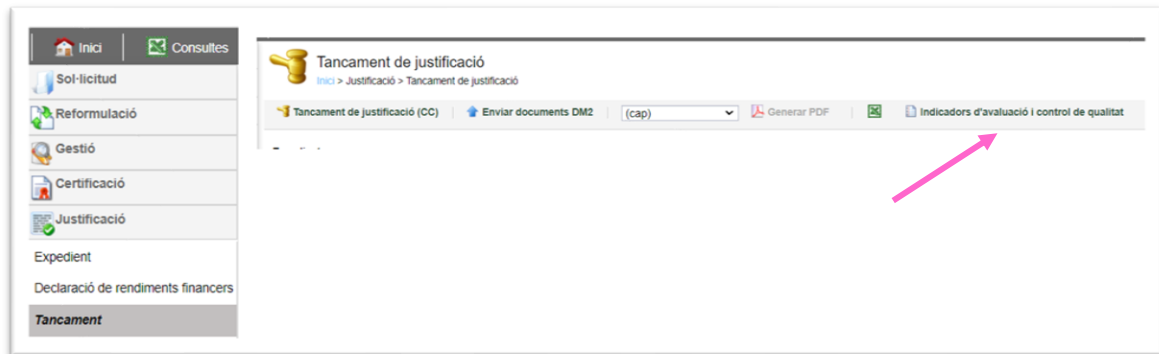 Inici Consultes
Sol·licitud
Reformulació
Gestió
Certificació
Justificació
Expedient
Declaració de rendiments financers
Tancament
Tancament de justificació
Inici > Justificació > Tancament de justificació
Tancament de justificació (CC) Enviar documents DM2 (cap) Generar PDF Indicadors d'avaluació i control de qualitat